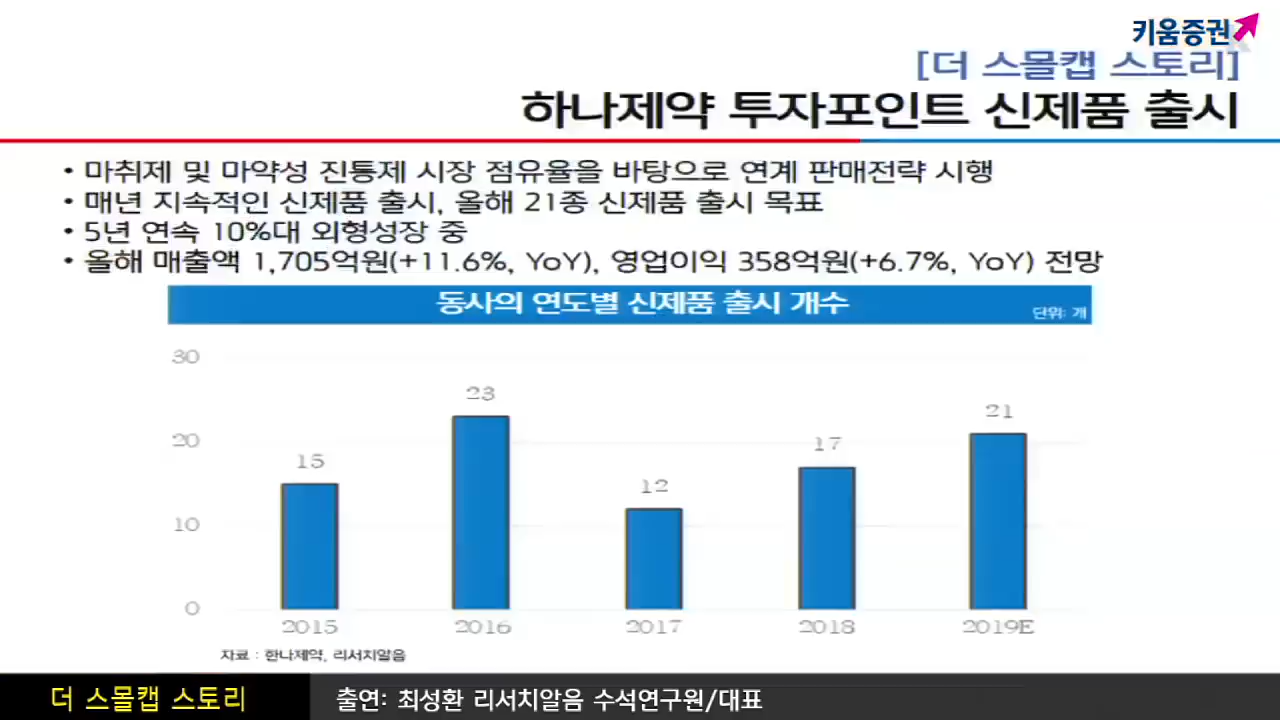 키움증권
[더 스몰캡 스토리]
하나제약 투자포인트 신제품 출시
• 마취제 및 마약성 진통제 시장 점유율을 바탕으로 연계 판매전략 시행
• 매년 지속적인 신제품 출시, 올해 21종 신제품 출시 목표
• 5년 연속 10%대 외형성장 중
• 올해 매출액 1,705억원(+11.6%, YoY), 영업이익 358억원(+6.7%, YoY) 전망
동사의 연도별 신제품 출시 개수
단위: 개
30
20
10
0
15
23
12
17
21
2015 2016 2017 2018 2019E
자료 : 한나제약, 리서치알음
더 스몰캡 스토리
출연: 최성환 리서치알음 수석연구원/대표